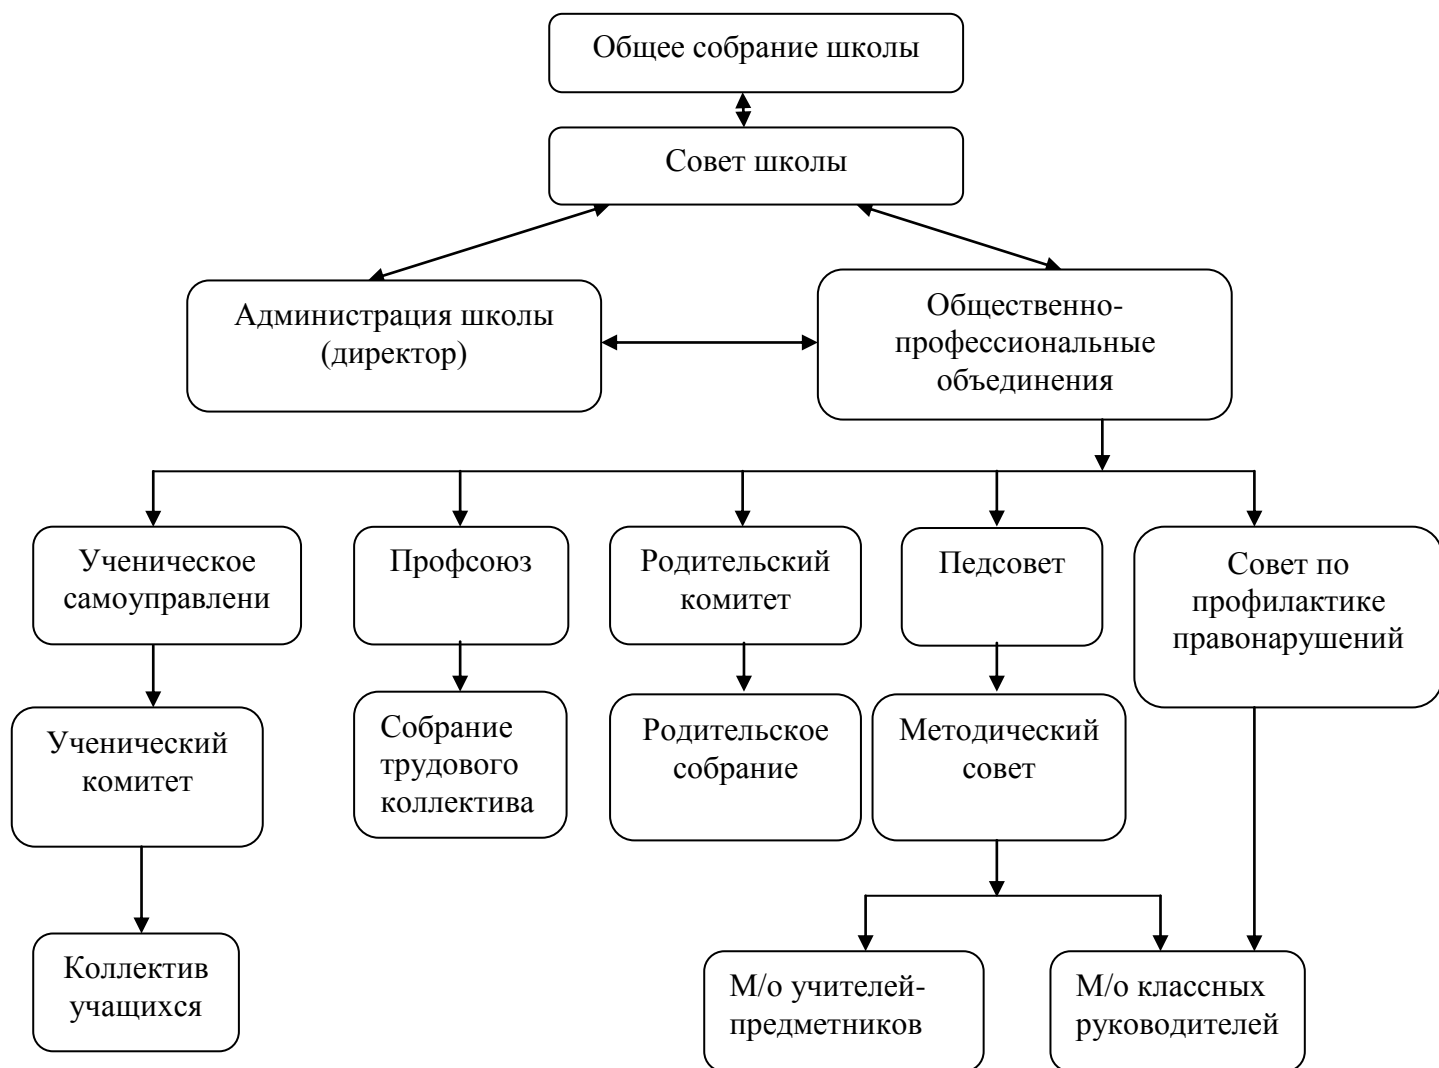 Общее собрание школы
Совет школы
Администрация школы
(директор)
Общественно-
профессиональные
объединения
Ученическое
самоуправлени
Профсоюз
Родительский
комитет
Педсовет
Совет по
профилактике
правонарушений
Ученический
комитет
Собрание
трудового
коллектива
Родительское
собрание
Методический
совет
Коллектив
учащихся
М/о учителей-
предметников
М/о классных
руководителей